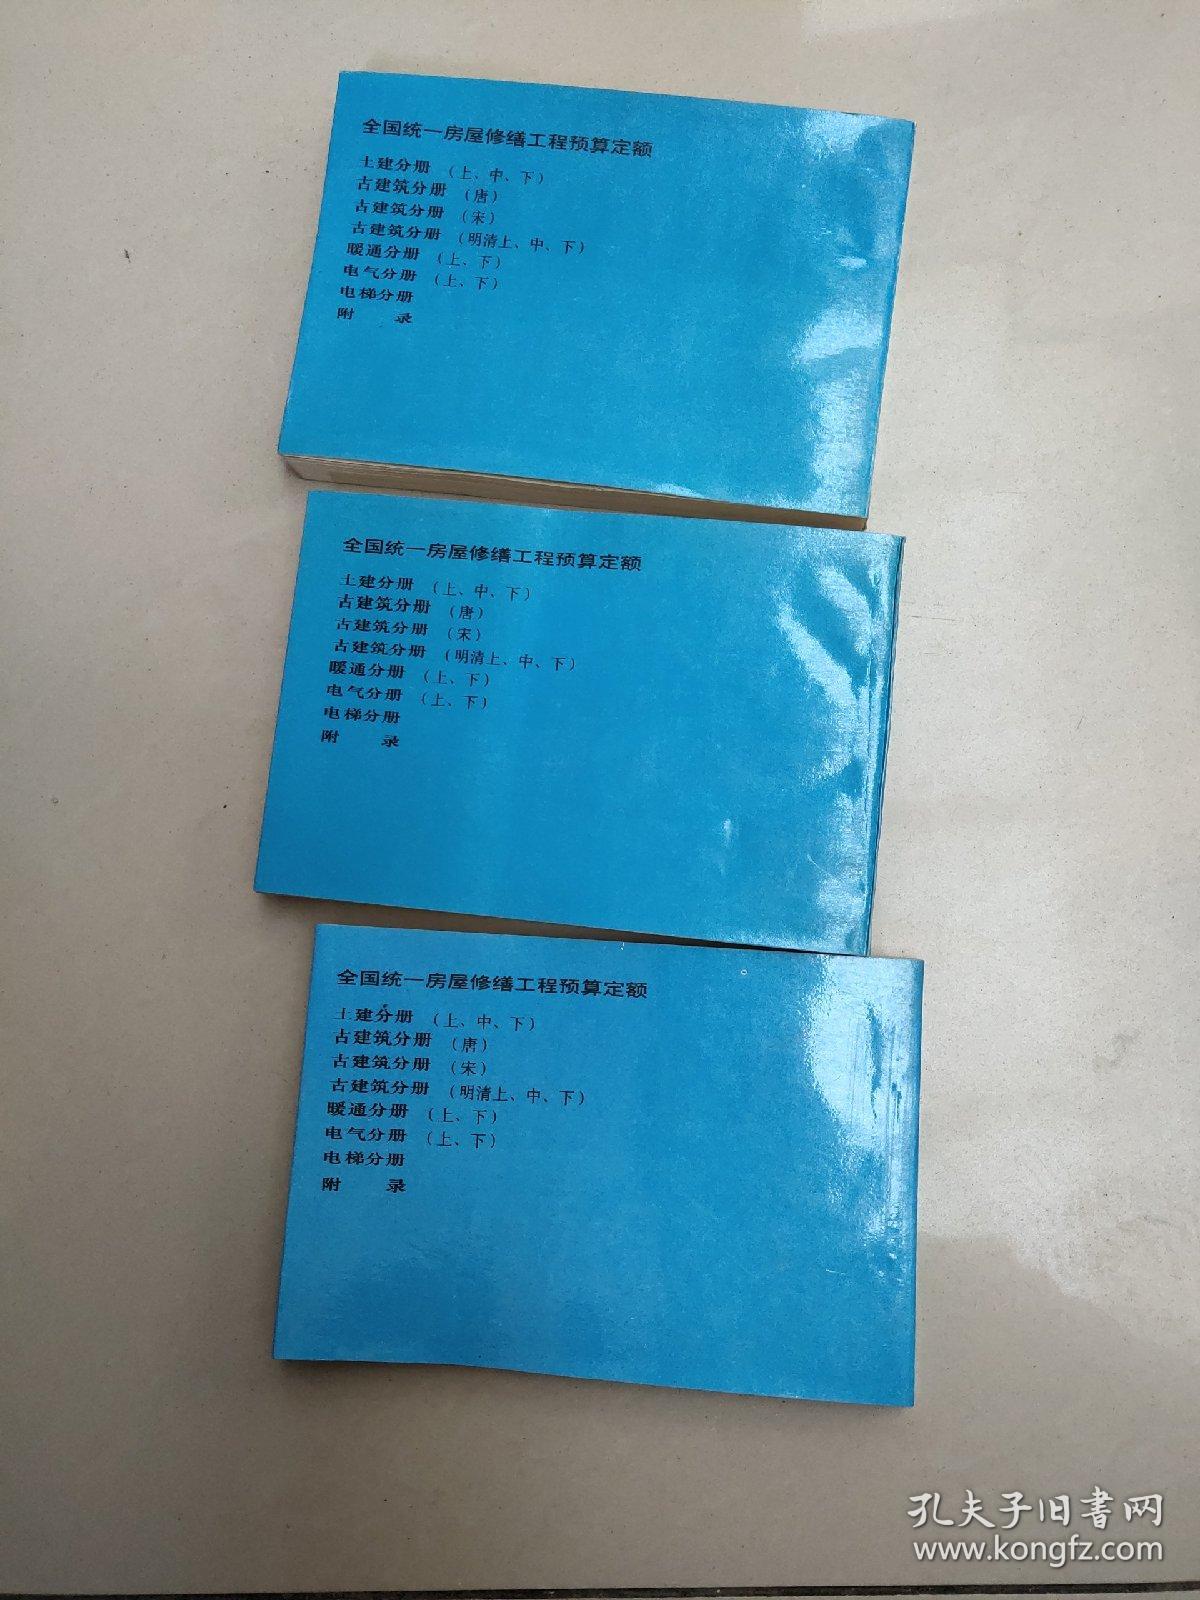 全国统一房屋修缮工程预算定额
土建分册（上、中、下）
古建筑分册（唐）
古建筑分册（宋）
古建筑分册（明清上、中、下）
暖通分册（上、下）
电气分册（上、下）
电梯分册
附 录
全国统一房屋修缮工程预算定额
土建分册（上、中、下）
古建筑分册（唐）
古建筑分册（宋）
古建筑分册（明清上、中、下）
暖通分册（上、下）
电气分册（上、下）
电梯分册
附 录
全国统一房屋修缮工程预算定额
土建分册（上、中、下）
古建筑分册（唐）
古建筑分册（宋）
古建筑分册（明清上、中、下）
暖通分册（上、下）
电气分册（上、下）
电梯分册
附 录
孔夫子旧书网
www.kongfz.com